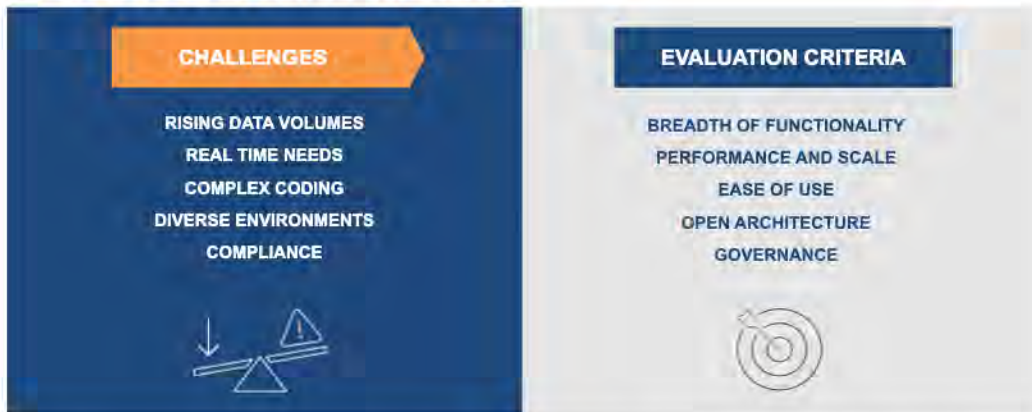 CHALLENGES
RISING DATA VOLUMES
REAL TIME NEEDS
COMPLEX CODING
DIVERSE ENVIRONMENTS
COMPLIANCE
EVALUATION CRITERIA
BREADTH OF FUNCTIONALITY
PERFORMANCE AND SCALE
EASE OF USE
OPEN ARCHITECTURE
GOVERNANCE